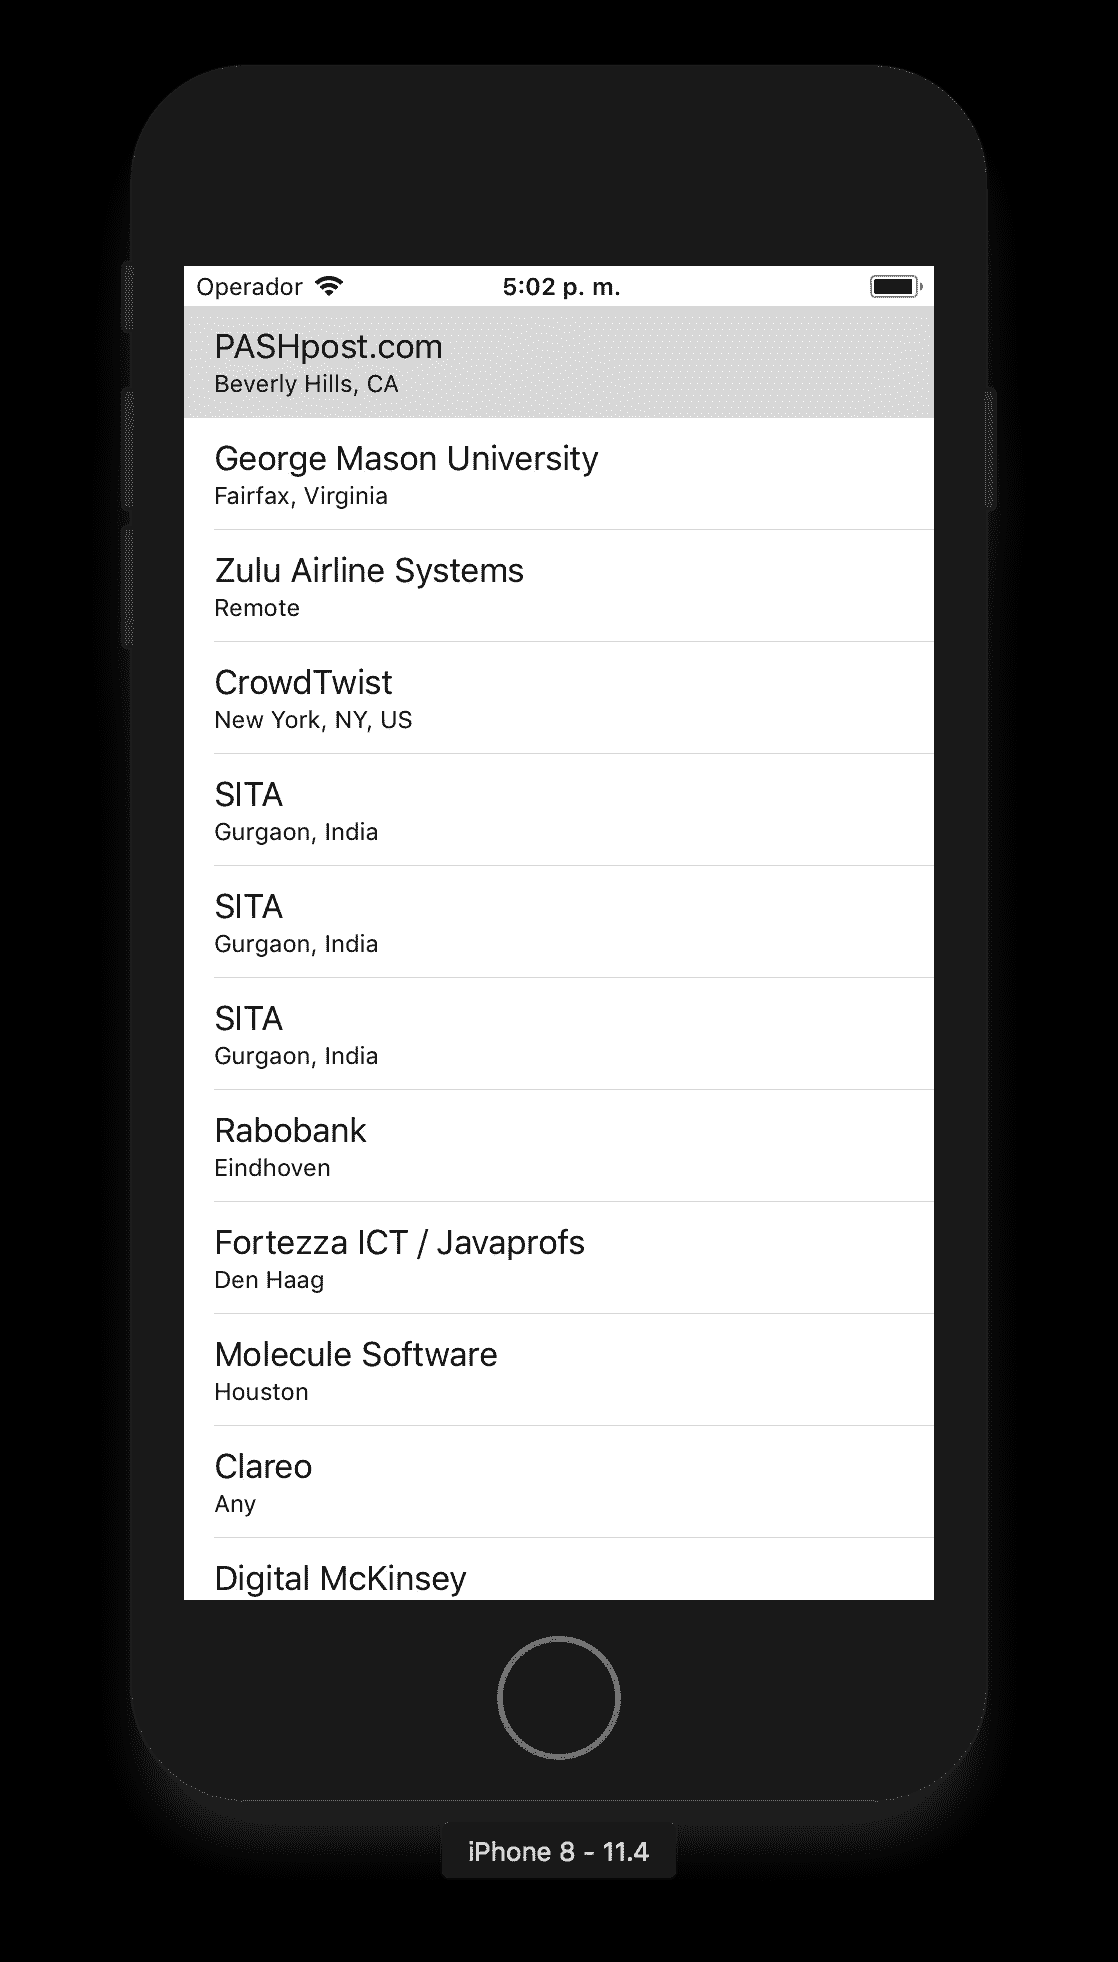 Operador 5:02 p. m.
PASHpost.com
Beverly Hills, CA
George Mason University
Fairfax, Virginia
Zulu Airline Systems
Remote
CrowdTwist
New York, NY, US
SITA
Gurgaon, India
SITA
Gurgaon, India
SITA
Gurgaon, India
Rabobank
Eindhoven
Fortezza ICT / Javaprofs
Den Haag
Molecule Software
Houston
Clareo
Any
Digital McKinsey
iPhone 8 - 11.4